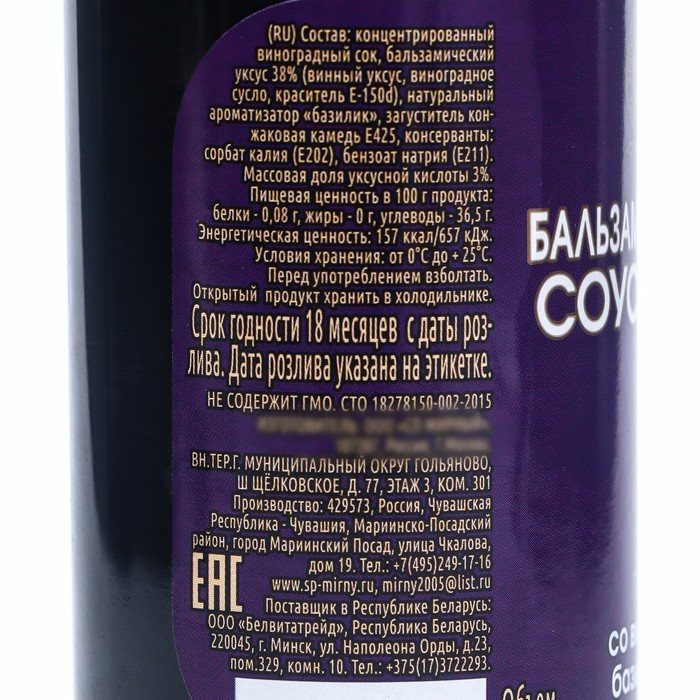 (RU) Состав: концентрированный
виноградный сок, бальзамический
уксус 38% (винный уксус, виноградное
сусло, краситель Е-150d), натуральный
ароматизатор «базилик», загуститель кон-
жаковая камедь Е425, консерванты:
сорбат калия (Е202), бензоат натрия (Е211).
Массовая доля уксусной кислоты 3%.
Пищевая ценность в 100 г продукта:
белки - 0,08 г, жиры - 0 г, углеводы - 36,5 г.
Энергетическая ценность: 157 ккал/657 кДж.
Условия хранения: от 0°С до + 25°С.
Перед употреблением взболтать.
Открытый продукт хранить в холодильнике.
Срок годности 18 месяцев с даты роз-
лива. Дата розлива указана на этикетке.
НЕ СОДЕРЖИТ ГМО. СТО 18278150-002-2015
ВН.ТЕР.Г. МУНИЦИПАЛЬНЫЙ ОКРУГ ГОЛЬЯНОВО,
Ш ЩЁЛКОВСКОЕ, Д. 77, ЭТАЖ 3, КОМ. 301
Производство: 429573, Россия, Чувашская
Республика - Чувашия, Мариинско-Посадский
район, город Мариинский Посад, улица Чкалова,
дом 19. Тел.: +7(495)249-17-16
www.sp-mirny.ru, mirny2005@list.ru
EAC
Поставщик в Республике Беларусь:
ООО «Белвитатрейд», Республика Беларусь,
220045, г. Минск, ул. Наполеона Орды, д.23,
пом.329, комн. 10. Тел.: +375(17)3722293.
БАЛЬЗАМ
СОУС
со в
бази
Объем